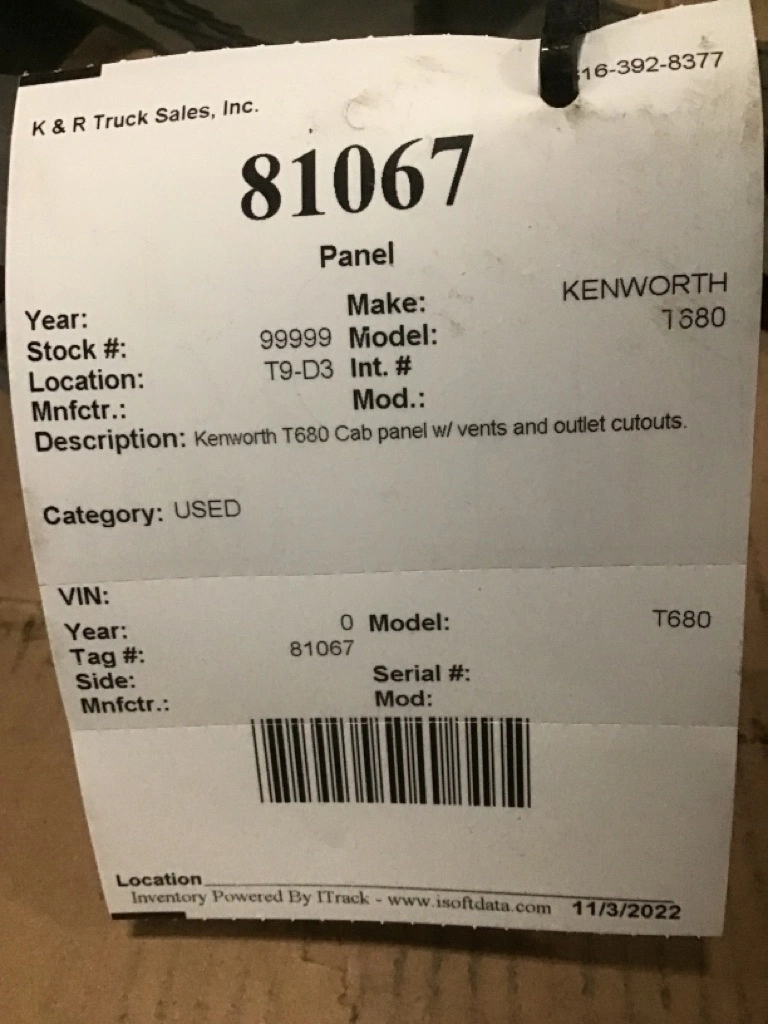 K & R Truck Sales, Inc.
16-392-8377
81067
Panel
Year: Make: KENWORTH
Stock #: 99999 Model: T680
Location: T9-D3 Int. #
Mnfctr.: Mod.:
Description: Kenworth T680 Cab panel w/ vents and outlet cutouts.
Category: USED
VIN:
Year: 0 Model: T680
Tag #: 81067
Side: Serial #:
Mnfctr.: Mod:
Location
Inventory Powered By ITrack - www.isoftdata.com 11/3/2022